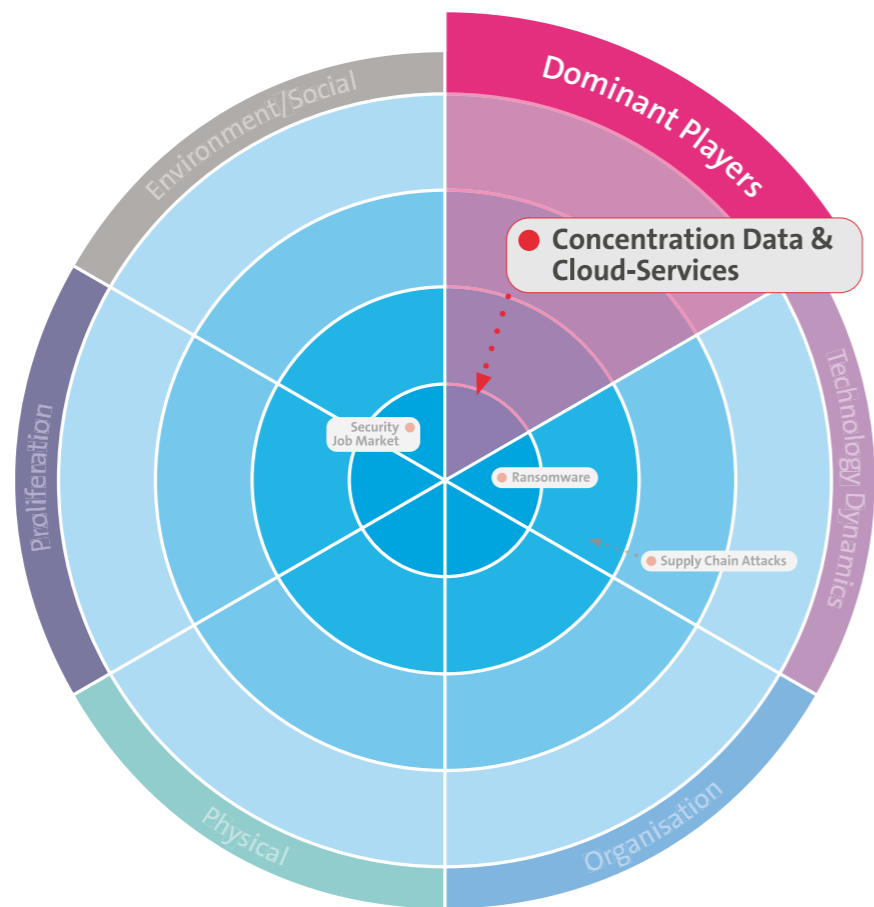 Environment/Social
Dominant Players
Concentration Data &
Cloud-Services
Technology Dynamics
Security
Job Market
Ransomware
Proliferation
Supply Chain Attacks
Physical
Organisation